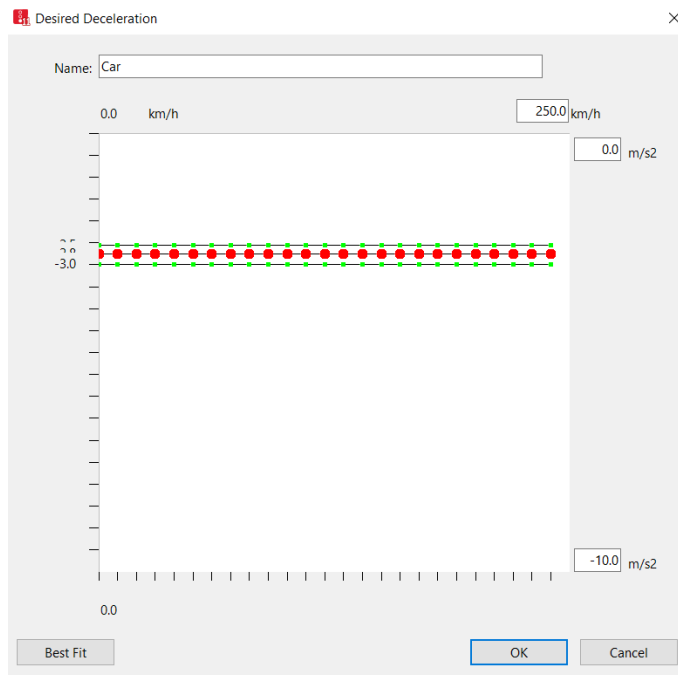 Desired Deceleration
Name: Car
0.0 km/h 250.0 km/h
0.0 m/s2
-3.0
-10.0 m/s2
0.0
Best Fit OK Cancel